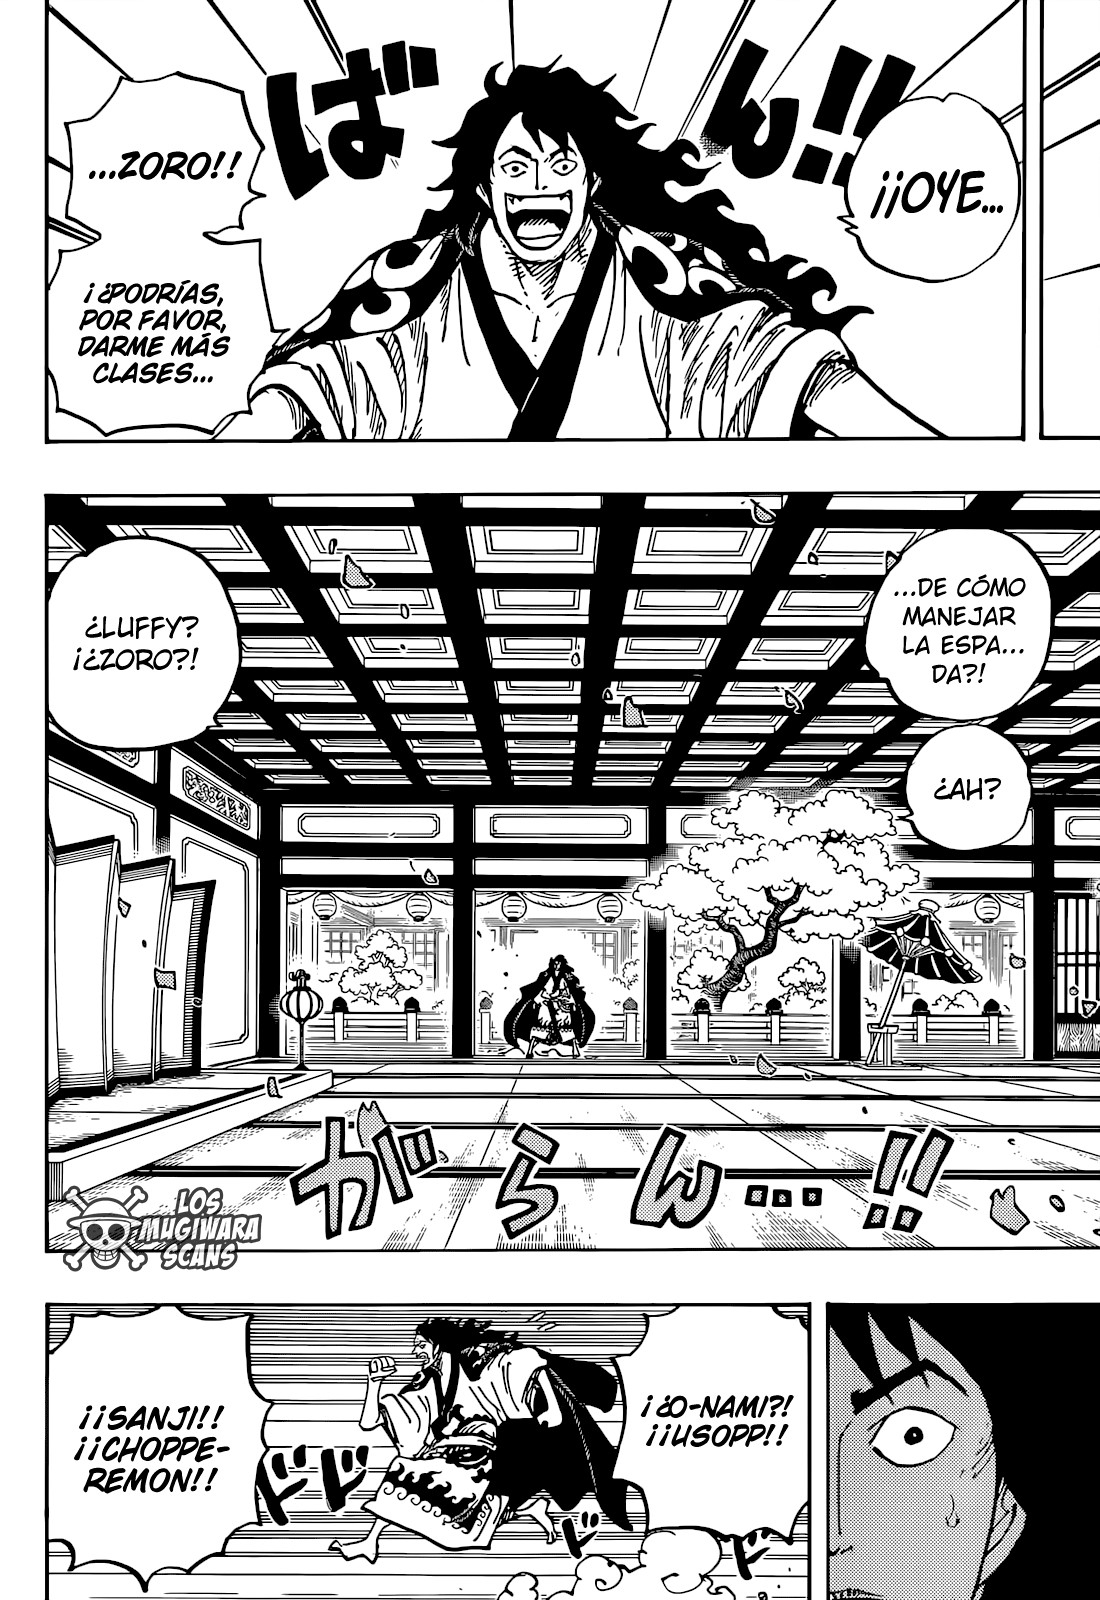 ¡¡OYE...
ばん!!
...ZORO!!
¡¿PODRÍAS,
POR FAVOR,
DARME MÁS
CLASES...
...DE CÓMO
MANEJAR
LA ESPA...
DA?!
¿AH?
¿LUFFY?
¡¿ZORO?!
がらん...!!
LOS
MUGIWARA
SCANS
¡¿O-NAMI?!
¡¡USOPP!!
¡¡SANJI!!
¡¡CHOPPE-
REMON!!
ドドド